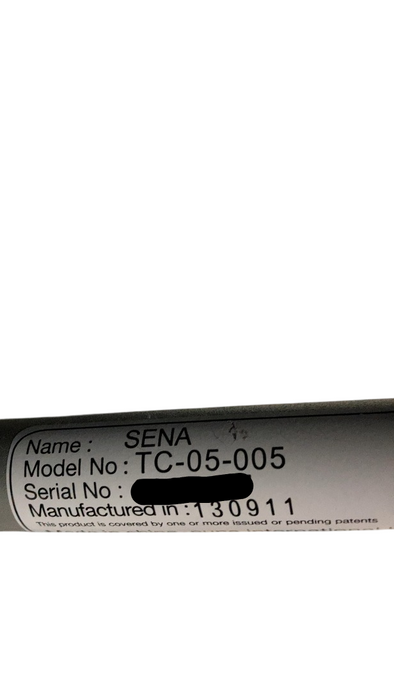 Name : SENA
Model No : TC-05-005
Serial No :
Manufactured in : 130911
This product is covered by one or more issued or pending patents